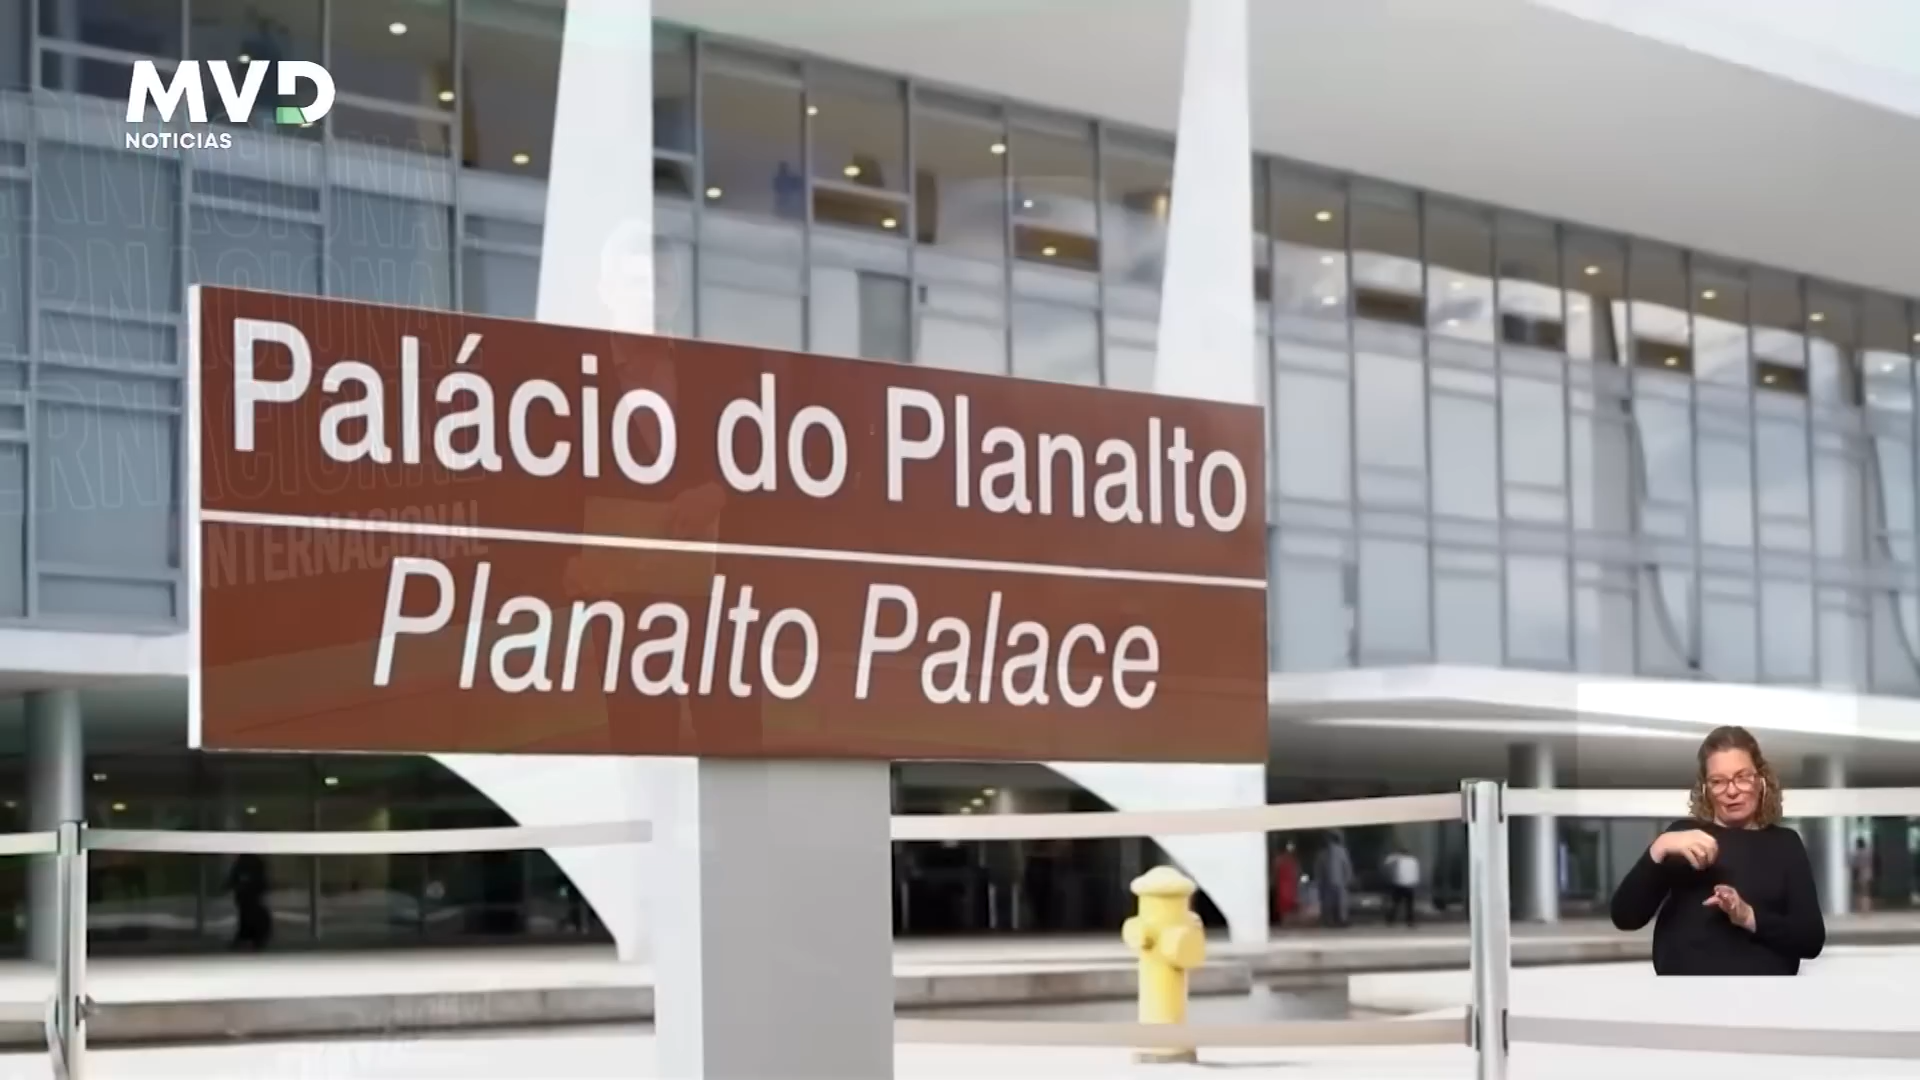 MVD
NOTICIAS
Palácio do Planalto
Planalto Palace
INTERNACIONAL